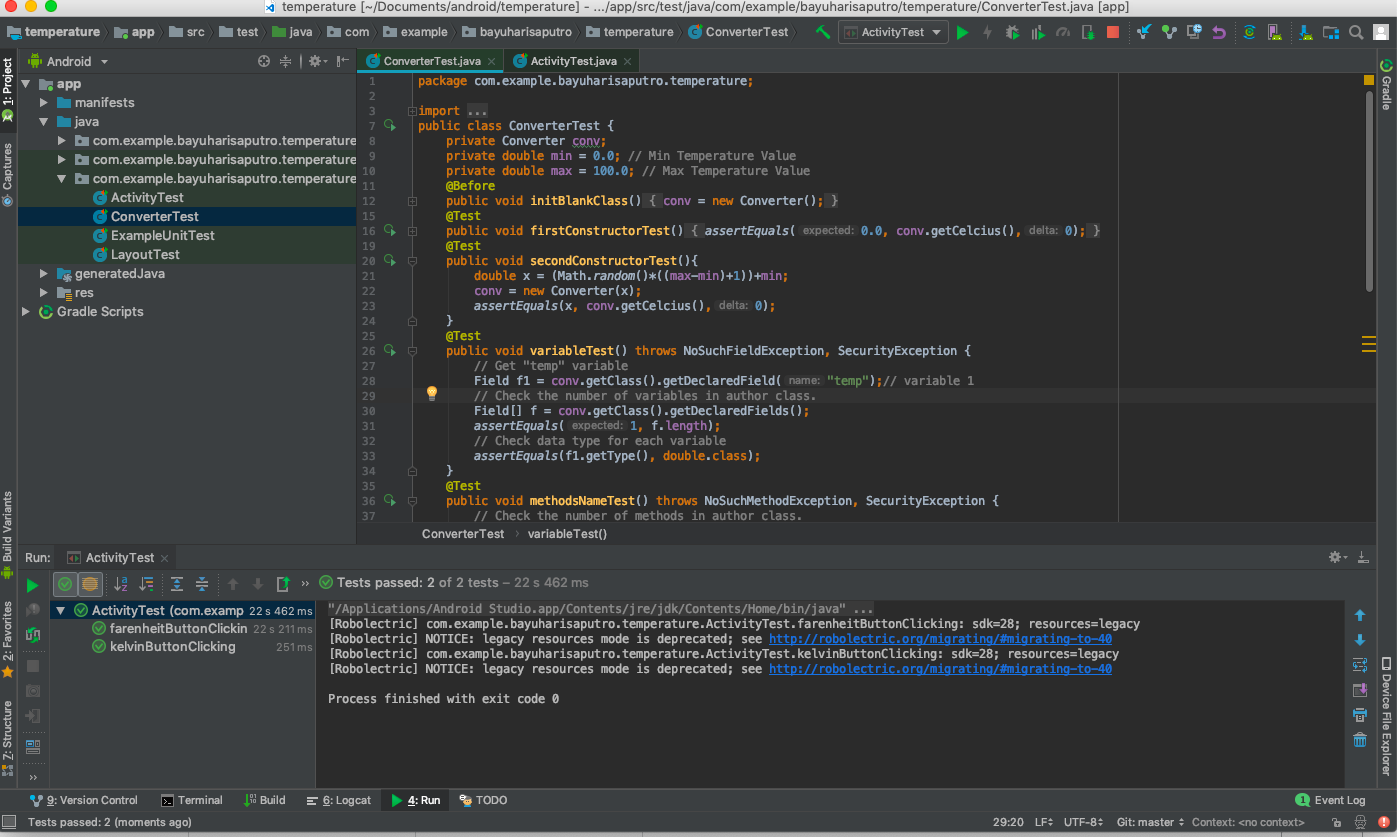 temperature [~/Documents/android/temperature] - .../app/src/test/java/com/example/bayuharisaputro/temperature/ConverterTest.java [app]
temperature app src test java com example bayuharisaputro temperature ConverterTest ActivityTest
1: Project
Captures
Build Variants
2: Favorites
7: Structure
Android
app
manifests
java
com.example.bayuharisaputro.temperature
com.example.bayuharisaputro.temperature
com.example.bayuharisaputro.temperature
ActivityTest
ConverterTest
ExampleUnitTest
LayoutTest
generatedJava
res
Gradle Scripts
ConverterTest.java ActivityTest.java
1 package com.example.bayuharisaputro.temperature;
2
3 import ...
7 public class ConverterTest {
8 private Converter conv;
9 private double min = 0.0; // Min Temperature Value
10 private double max = 100.0; // Max Temperature Value
11 @Before
12 public void initBlankClass() { conv = new Converter(); }
15 @Test
16 public void firstConstructorTest() { assertEquals( expected: 0.0, conv.getCelcius(), delta: 0); }
19 @Test
20 public void secondConstructorTest(){
21 double x = (Math.random()*((max-min)+1))+min;
22 conv = new Converter(x);
23 assertEquals(x, conv.getCelcius(), delta: 0);
24 }
25 @Test
26 public void variableTest() throws NoSuchFieldException, SecurityException {
27 // Get "temp" variable
28 Field f1 = conv.getClass().getDeclaredField( name: "temp");// variable 1
29 // Check the number of variables in author class.
30 Field[] f = conv.getClass().getDeclaredFields();
31 assertEquals( expected: 1, f.length);
32 // Check data type for each variable
33 assertEquals(f1.getType(), double.class);
34 }
35 @Test
36 public void methodsNameTest() throws NoSuchMethodException, SecurityException {
37 // Check the number of methods in author class.
ConverterTest variableTest()
Gradle
Device File Explorer
Run: ActivityTest
Tests passed: 2 of 2 tests – 22 s 462 ms
ActivityTest (com.examp 22 s 462 ms
farenheitButtonClickin 22 s 211 ms
kelvinButtonClicking 251 ms
"/Applications/Android Studio.app/Contents/jre/jdk/Contents/Home/bin/java" ...
[Robolectric] com.example.bayuharisaputro.temperature.ActivityTest.farenheitButtonClicking: sdk=28; resources=legacy
[Robolectric] NOTICE: legacy resources mode is deprecated; see http://robolectric.org/migrating/#migrating-to-40
[Robolectric] com.example.bayuharisaputro.temperature.ActivityTest.kelvinButtonClicking: sdk=28; resources=legacy
[Robolectric] NOTICE: legacy resources mode is deprecated; see http://robolectric.org/migrating/#migrating-to-40
Process finished with exit code 0
9: Version Control Terminal Build 6: Logcat 4: Run TODO 1 Event Log
Tests passed: 2 (moments ago) 29:20 LF UTF-8 Git: master Context: <no context>